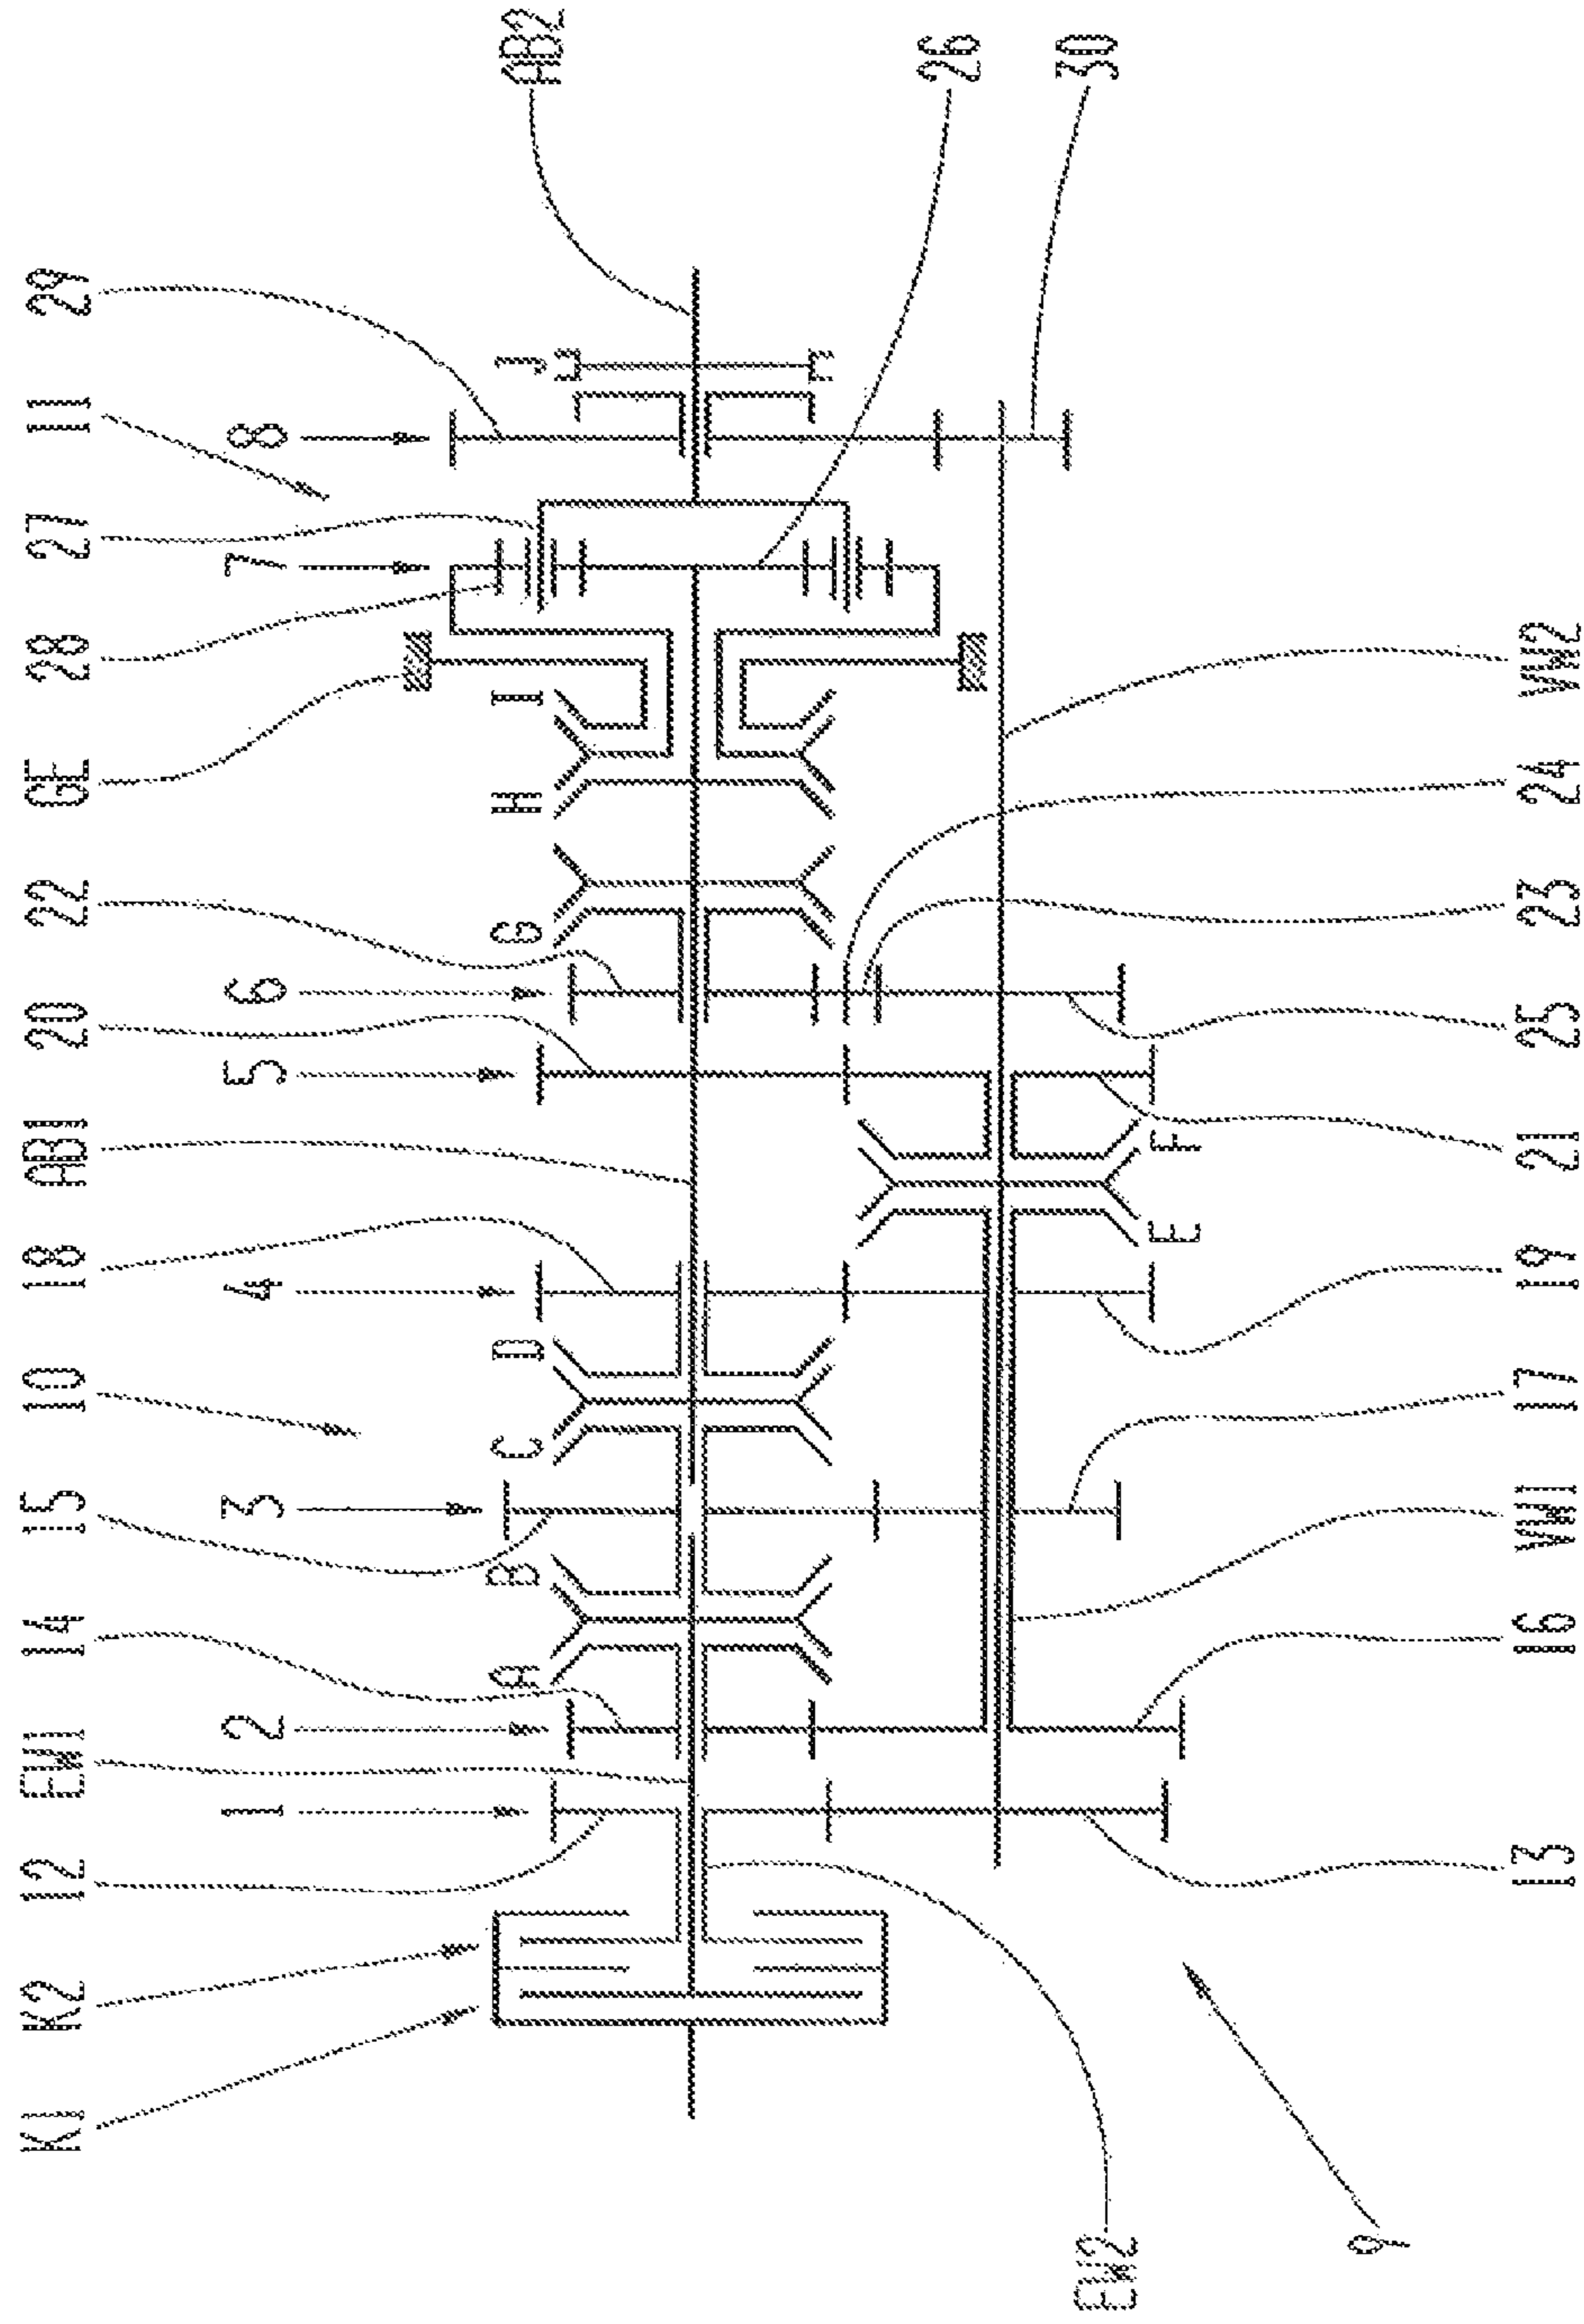 K1 K2 12 EW1 14 15 10 18 AB1 20 22 GE 28 27 11 29
1 2 3 4 5 6 7 8
A B C D G H I J AB2
26
EW2 30
E F
9
13 16 VW1 17 19 21 25 23 24 VW2